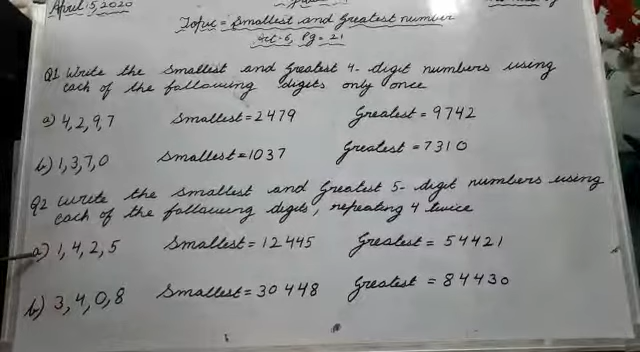 April 15, 2020
Topic = Smallest and Greatest number
Pg = 21
Q1 Write the smallest and greatest 4-digit numbers using
each of the following digits only once
a) 4,2,9,7 Smallest = 2479 Greatest = 9742
b) 1,3,7,0 Smallest = 1037 Greatest = 7310
Q2 Write the smallest and greatest 5-digit numbers using
each of the following digits, repeating 4 twice
a) 1,4,2,5 Smallest = 12445 Greatest = 54421
b) 3,4,0,8 Smallest = 30448 Greatest = 84430